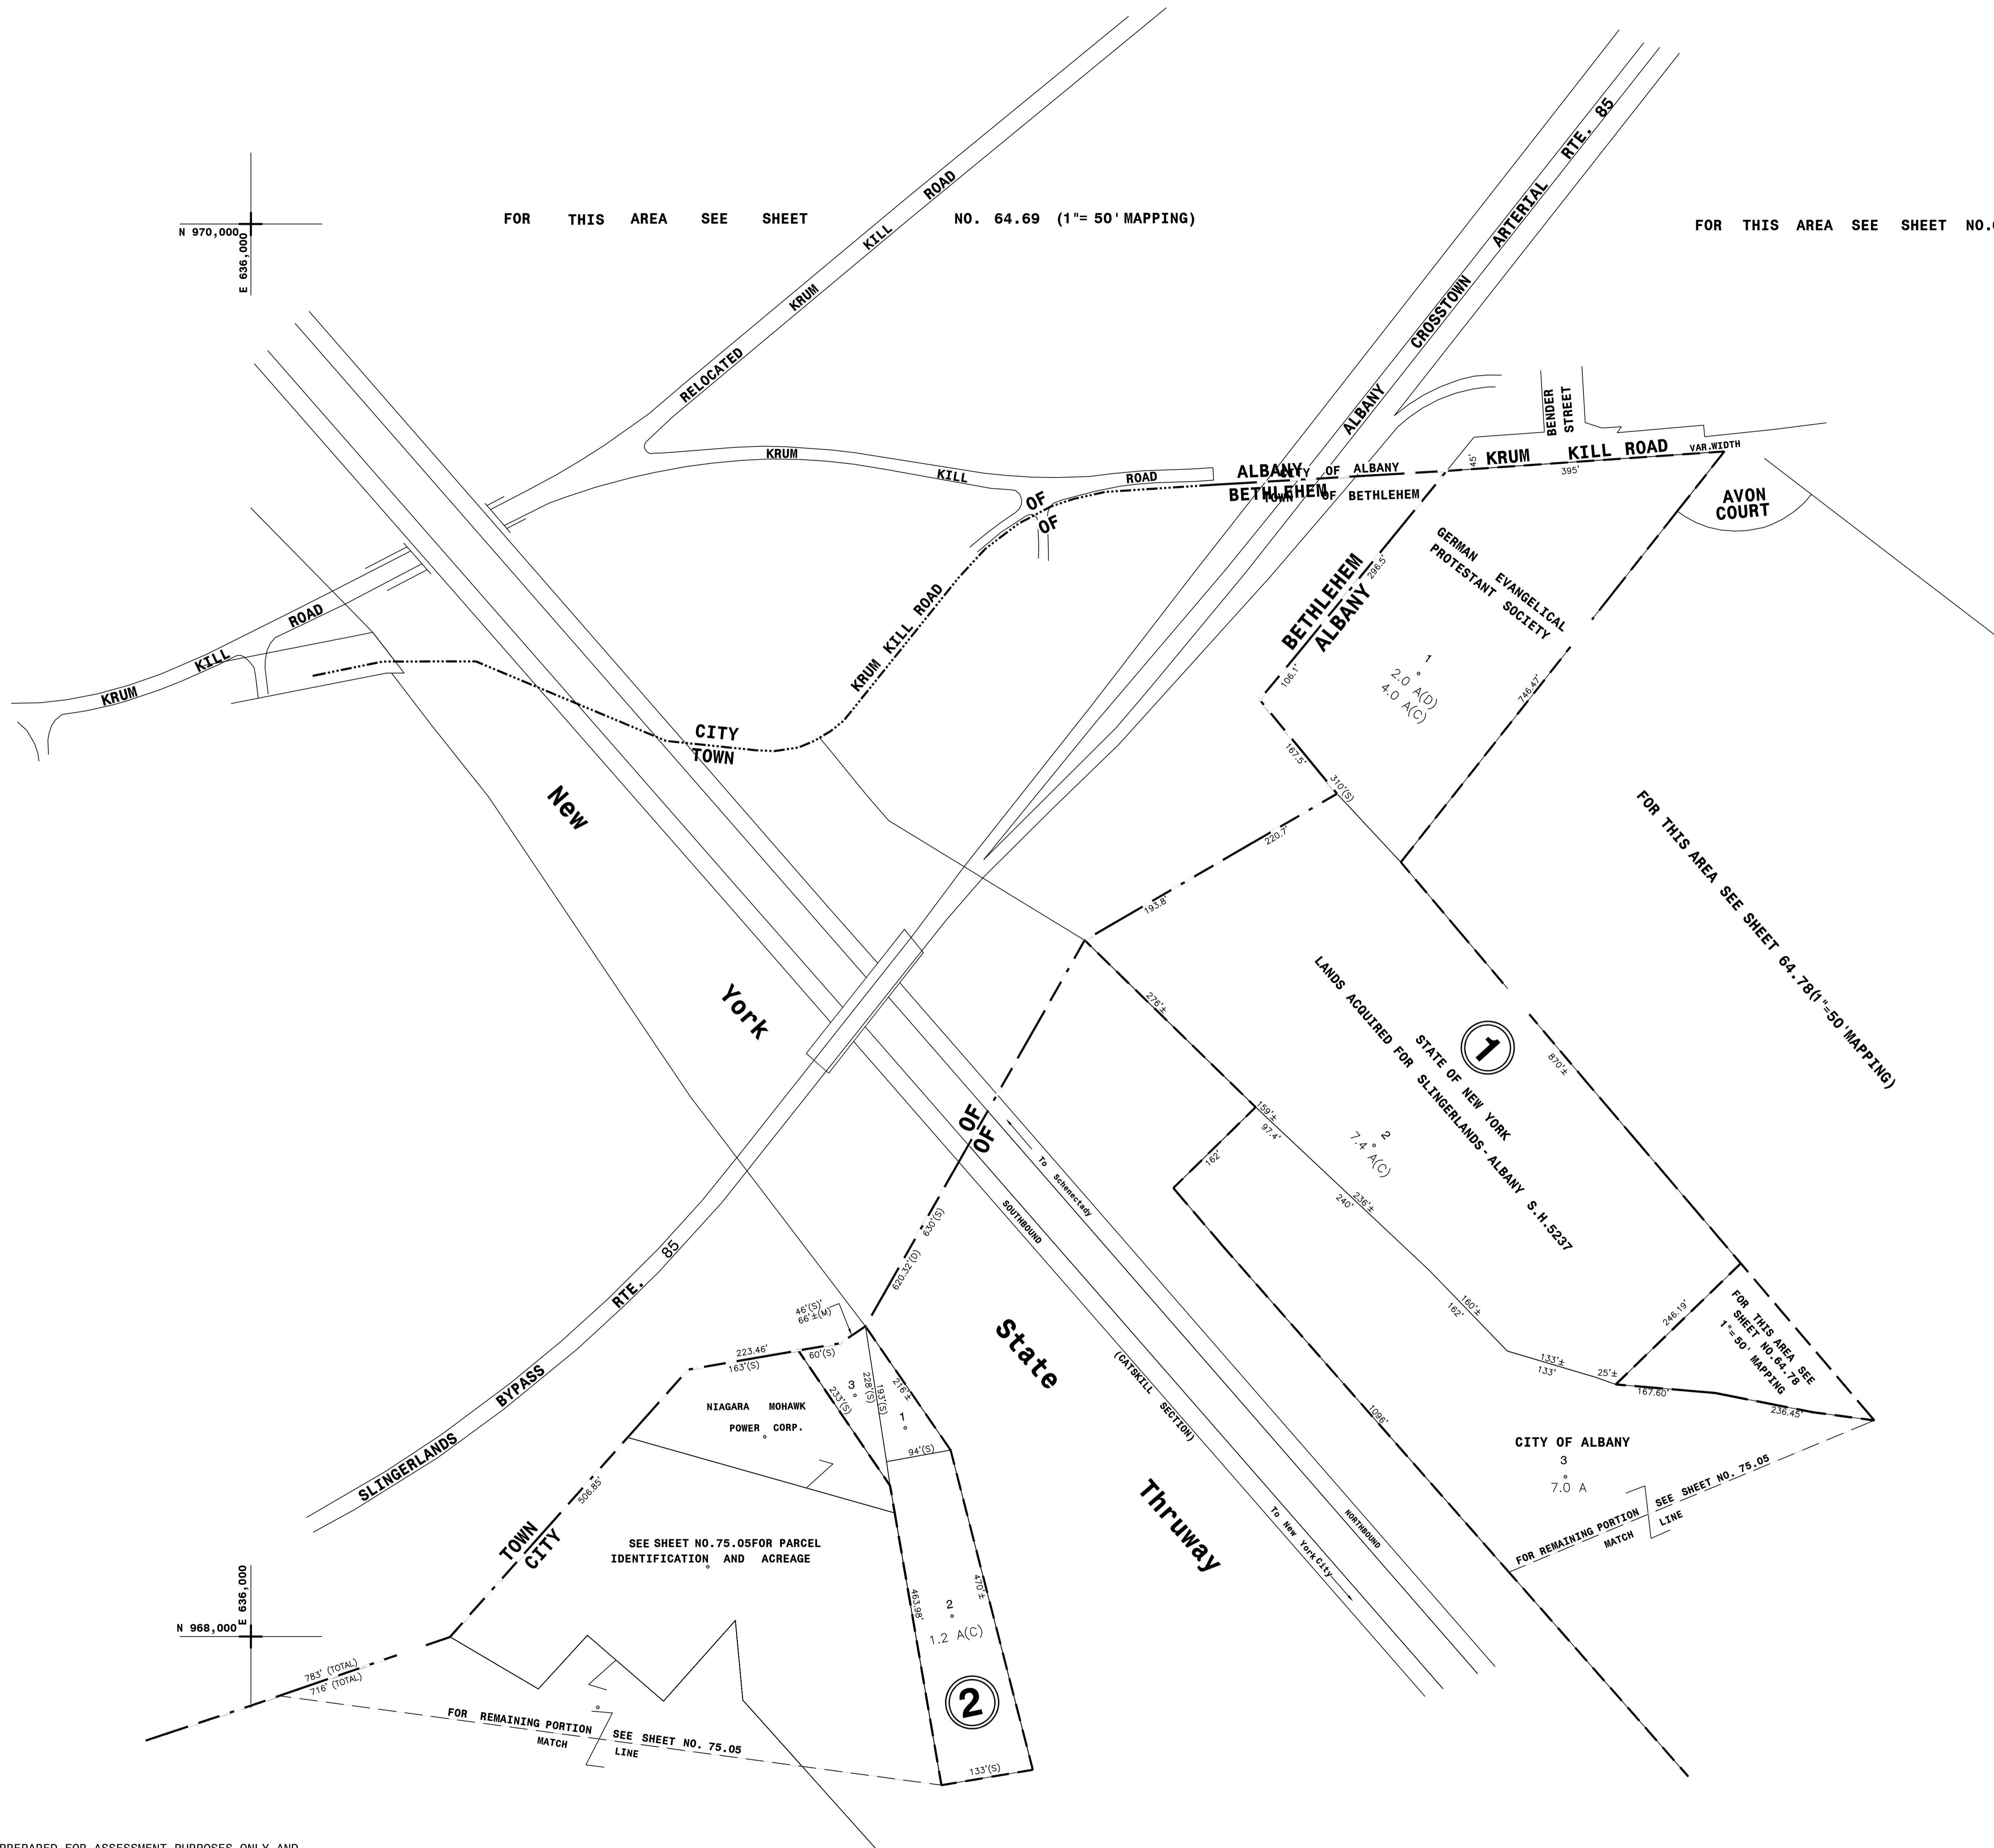 FOR THIS AREA SEE SHEET NO. 64.69 (1"= 50' MAPPING)
FOR THIS AREA SEE SHEET NO.
N 970,000
E 636,000
RELOCATED KRUM KILL ROAD
ALBANY CROSSTOWN ARTERIAL RTE. 85
BENDER
STREET
KRUM KILL ROAD
VAR.WIDTH
45'
395'
AVON
COURT
KRUM KILL ROAD
ALBANY
CITY OF ALBANY
BETHLEHEM
TOWN OF BETHLEHEM
OF
OF
KRUM KILL ROAD
KRUM KILL ROAD
CITY
TOWN
BETHLEHEM
ALBANY
296.5'
106.1'
GERMAN EVANGELICAL
PROTESTANT SOCIETY
1
2.0 A(D)
4.0 A(C)
746.47'
167.5'
310'(S)
220.7'
193.8'
FOR THIS AREA SEE SHEET 64.78(1"=50'MAPPING)
New York State Thruway
1
STATE OF NEW YORK
LANDS ACQUIRED FOR SLINGERLANDS-ALBANY S.H.5237
870'±
276'±
159'±
97.4'
162'
2
7.4 A(C)
236'±
240'
160'±
162'
133'±
133'
25'±
246.19'
167.60'
236.45'
FOR THIS AREA SEE
SHEET NO.64.78
1"=50' MAPPING
OF
OF
To Schenectady
SOUTHBOUND
630'(S)
620.32'(D)
(CATSKILL SECTION)
To New York City
NORTHBOUND
1096'
CITY OF ALBANY
3
7.0 A
FOR REMAINING PORTION SEE SHEET NO. 75.05
MATCH LINE
SLINGERLANDS BYPASS RTE. 85
46'(S)'
66'±(M)
223.46'
163'(S)
60'(S)
3
233'(S)
228'(S)
193'(S)
216'±
1
94'(S)
NIAGARA MOHAWK
POWER CORP.
506.85'
TOWN
CITY
SEE SHEET NO.75.05FOR PARCEL
IDENTIFICATION AND ACREAGE
463.98'
470'±
2
1.2 A(C)
2
133'(S)
E 636,000
N 968,000
783' (TOTAL)
716' (TOTAL)
FOR REMAINING PORTION SEE SHEET NO. 75.05
MATCH LINE
PREPARED FOR ASSESSMENT PURPOSES ONLY AND